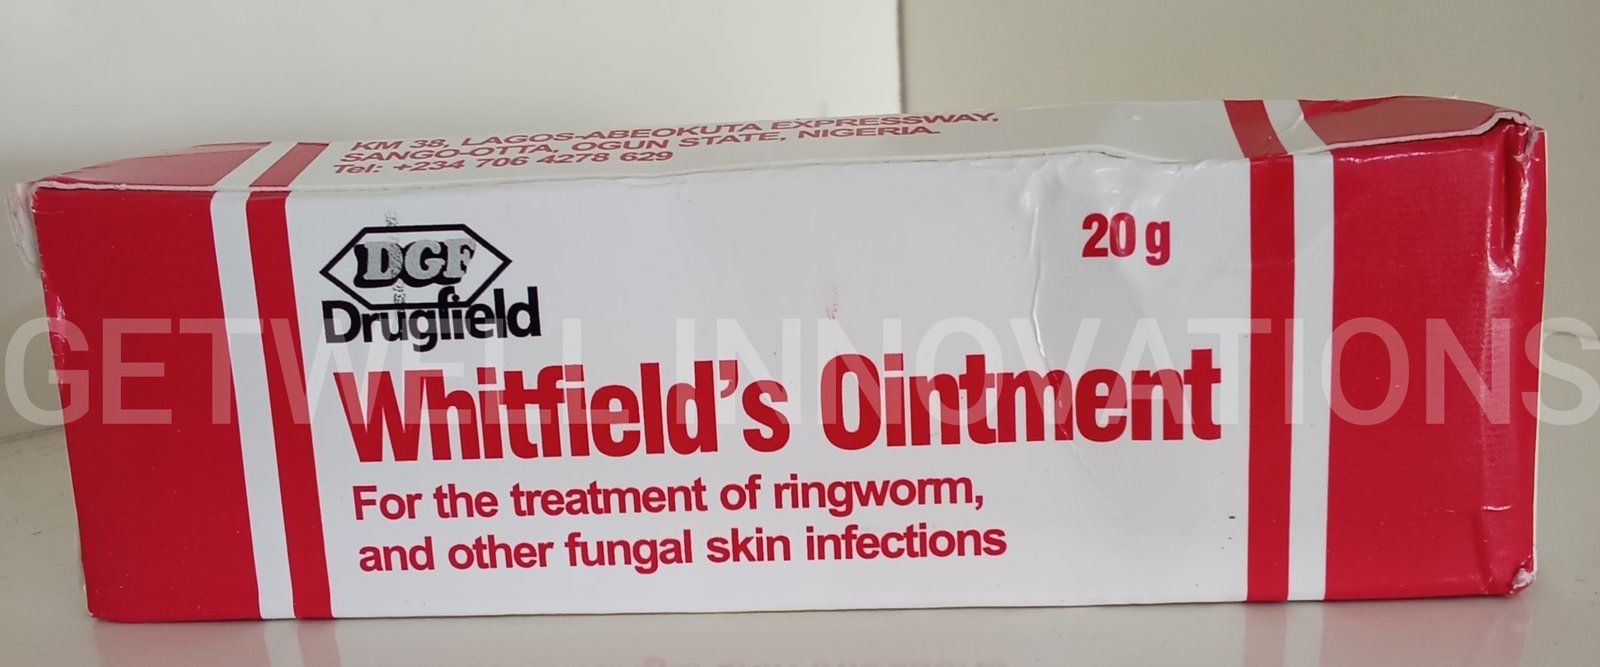 KM 38, LAGOS-ABEOKUTA EXPRESSWAY,
SANGO-OTTA, OGUN STATE, NIGERIA.
Tel: +234 706 4278 629
DGF
Drugfield
20 g
Whitfield's Ointment
For the treatment of ringworm,
and other fungal skin infections
GETWELL INNOVATIONS